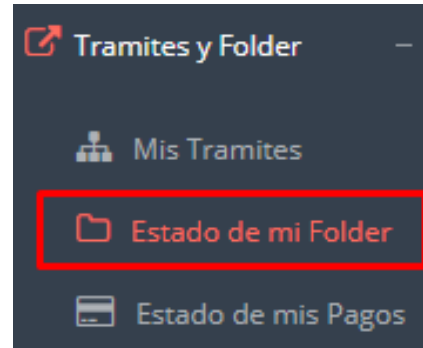 Tramites y Folder
Mis Tramites
Estado de mi Folder
Estado de mis Pagos